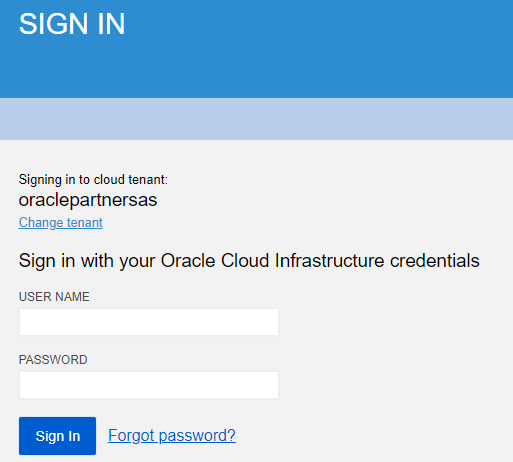 SIGN IN
Signing in to cloud tenant:
oraclepartnersas
Change tenant
Sign in with your Oracle Cloud Infrastructure credentials
USER NAME
PASSWORD
Sign In Forgot password?